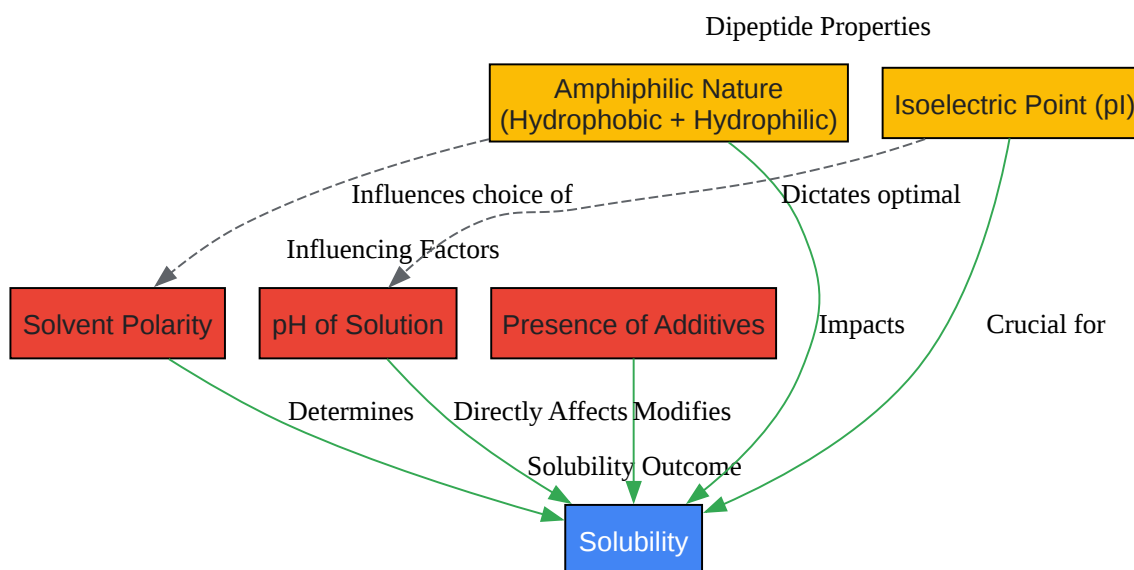 Dipeptide Properties
Amphiphilic Nature
(Hydrophobic + Hydrophilic)
Isoelectric Point (pI)
Influences choice of
Dictates optimal
Influencing Factors
Solvent Polarity
pH of Solution
Presence of Additives
Impacts
Crucial for
Determines
Directly Affects
Modifies
Solubility Outcome
Solubility